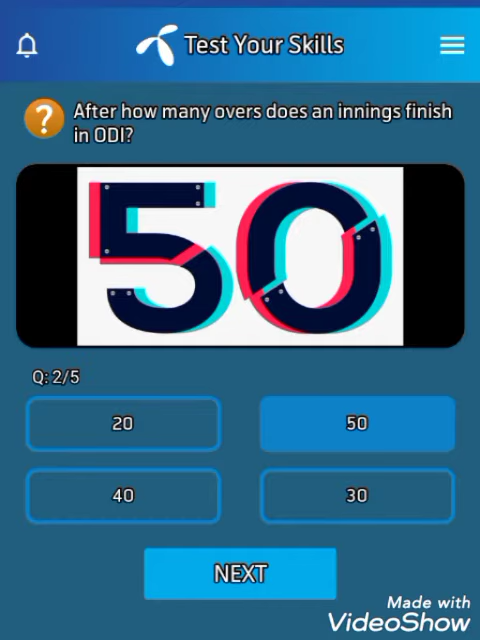 Test Your Skills
?
After how many overs does an innings finish
in ODI?
50
Q: 2/5
20
50
40
30
NEXT
Made with
VideoShow